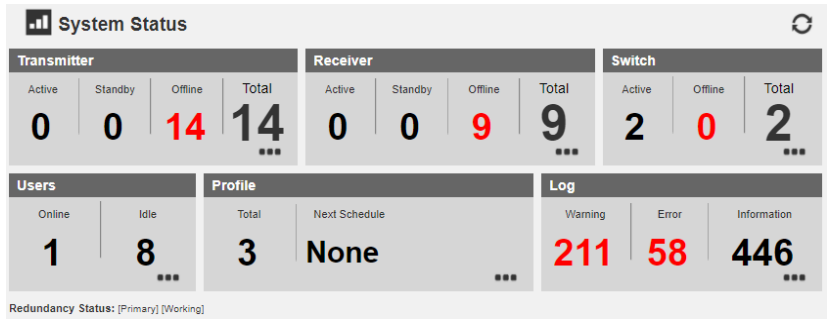 System Status
Transmitter Receiver Switch
Active Standby Offline Total Active Standby Offline Total Active Offline Total
0 0 14 14 0 0 9 9 2 0 2
Users Profile Log
Online Idle Total Next Schedule Warning Error Information
1 8 3 None 211 58 446
Redundancy Status: [Primary] [Working]